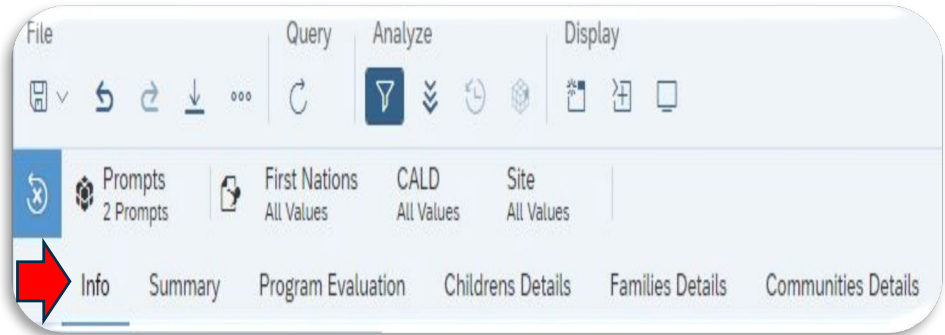 File Query Analyze Display
Prompts First Nations CALD Site
2 Prompts All Values All Values All Values
Info Summary Program Evaluation Childrens Details Families Details Communities Details